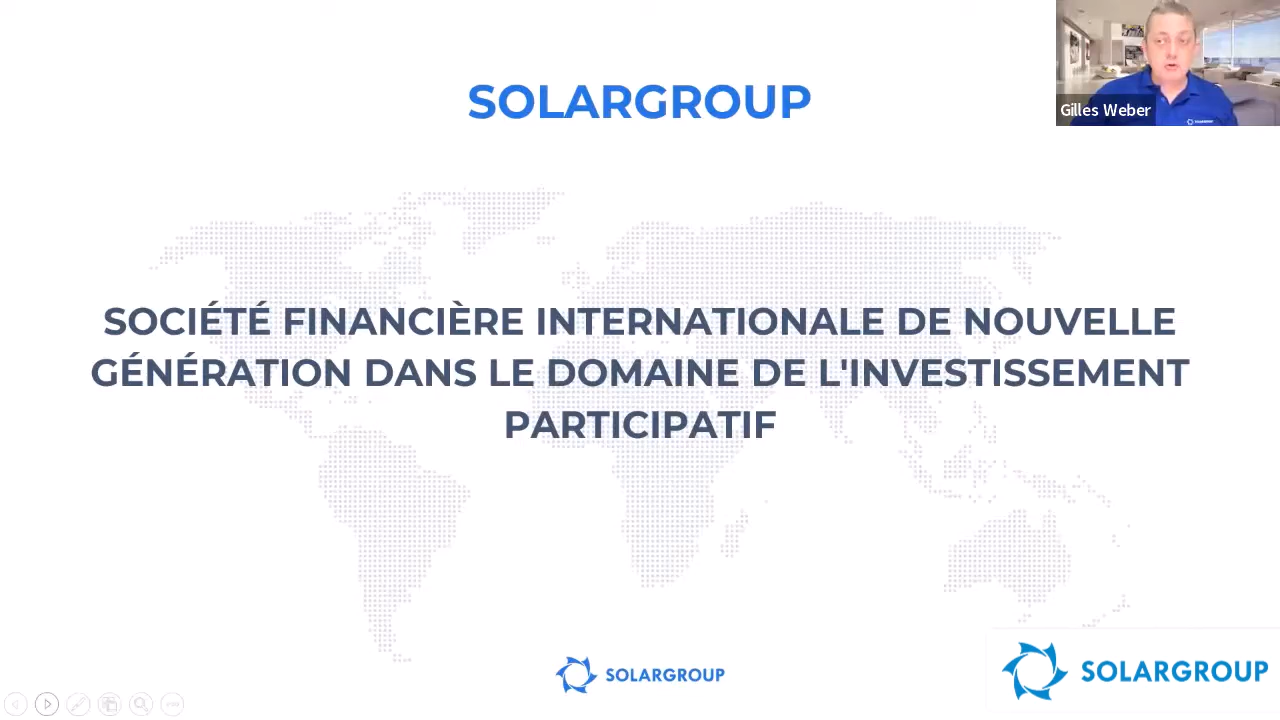 SOLARGROUP
Gilles Weber
SOCIÉTÉ FINANCIÈRE INTERNATIONALE DE NOUVELLE
GÉNÉRATION DANS LE DOMAINE DE L'INVESTISSEMENT
PARTICIPATIF
SOLARGROUP
SOLARGROUP